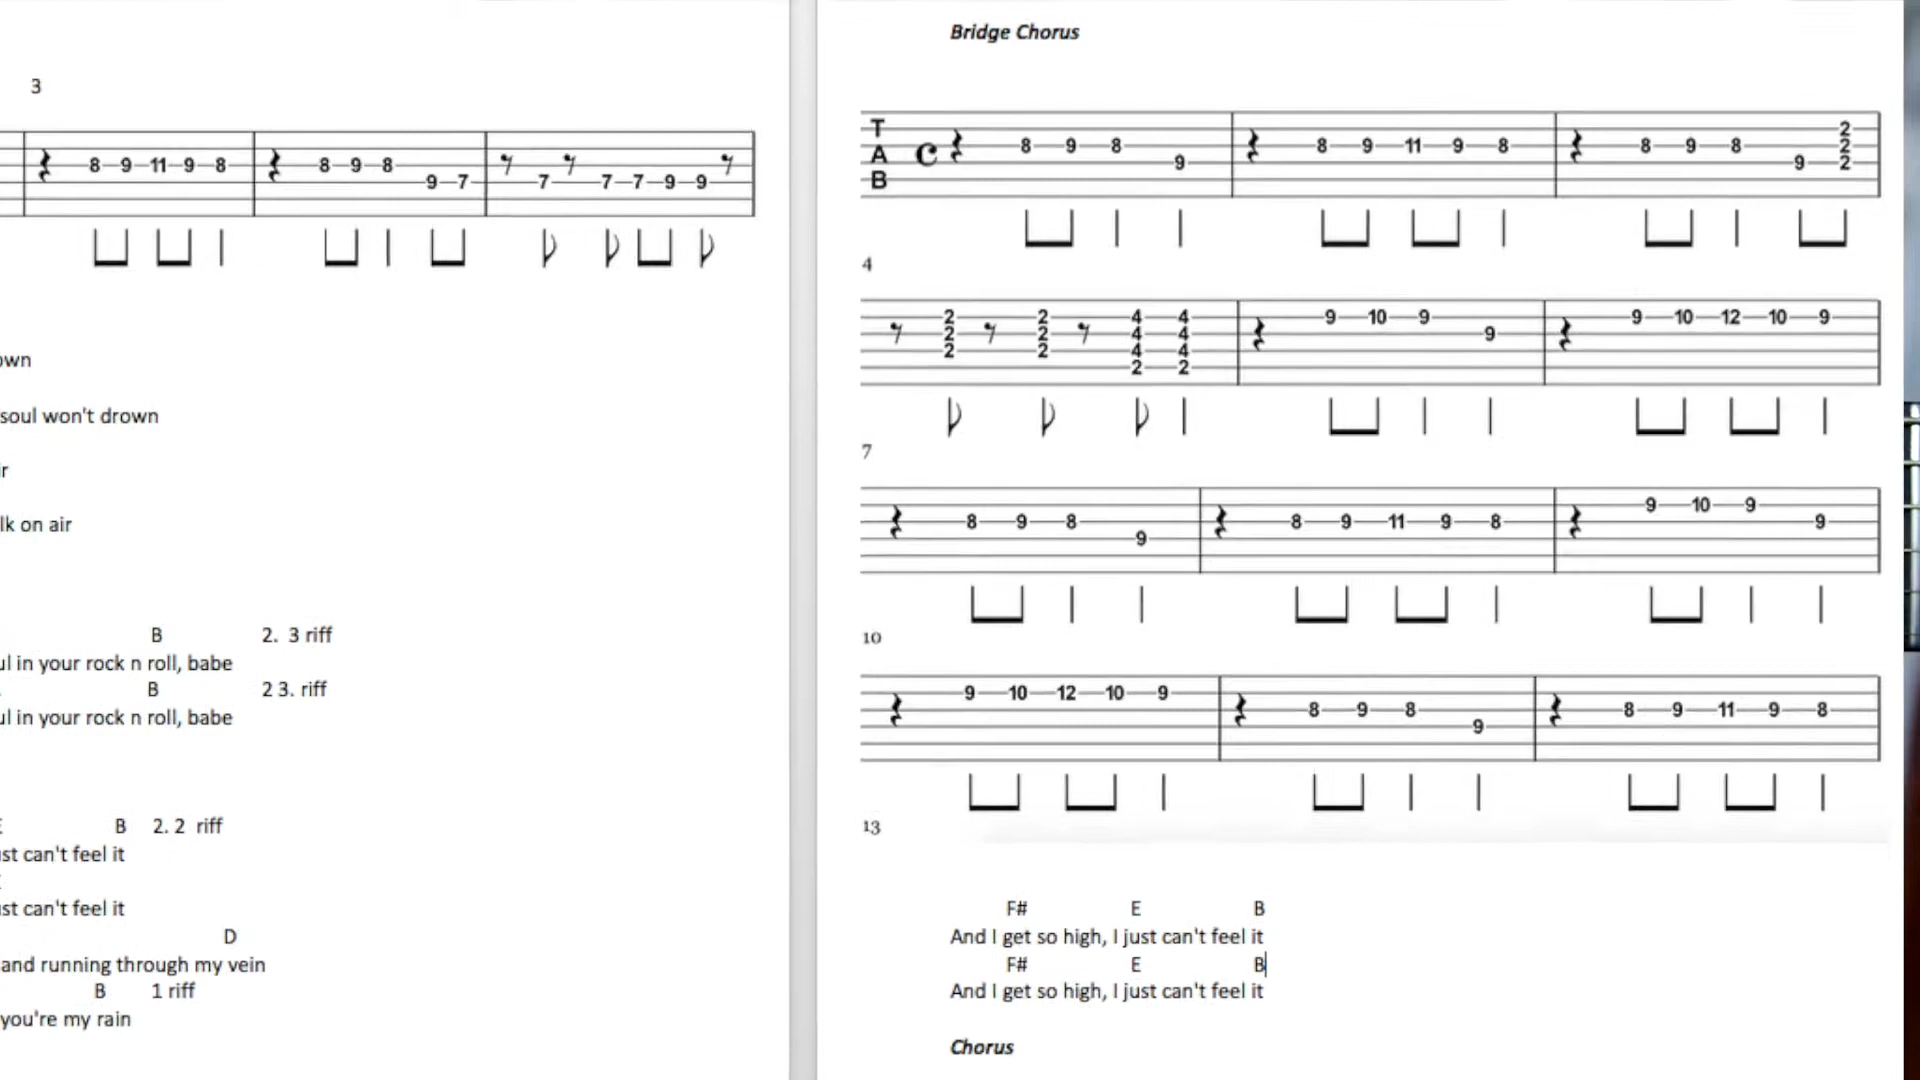 3
8 9 11 9 8 8 9 8 9 7 7 7 7 9 9
own
soul won't drown
ir
lk on air
B 2. 3 riff
ul in your rock n roll, babe
B 2 3. riff
ul in your rock n roll, babe
E B 2. 2 riff
st can't feel it
st can't feel it
D
and running through my vein
B 1 riff
you're my rain
Bridge Chorus
T A B C 8 9 8 9 8 9 11 9 8 8 9 8 9 2 2 2
4
2 2 2 2 2 2 4 4 4 2 4 4 4 2 9 10 9 9 9 10 12 10 9
7
8 9 8 9 8 9 11 9 8 9 10 9 9
10
9 10 12 10 9 8 9 8 9 8 9 11 9 8
13
F# E B
And I get so high, I just can't feel it
F# E B
And I get so high, I just can't feel it
Chorus